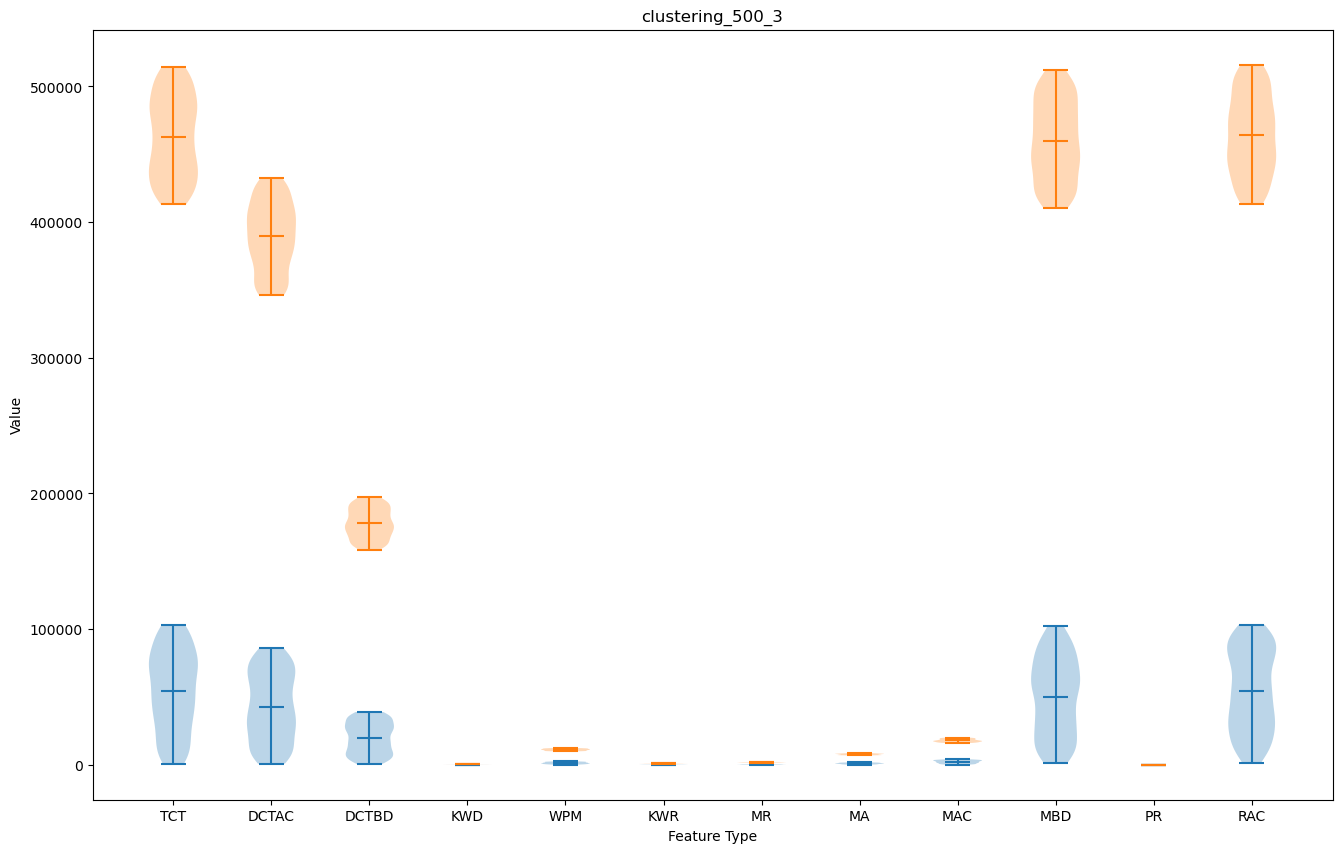 clustering_500_3
500000
400000
300000
200000
100000
0
Value
TCT DCTAC DCTBD KWD WPM KWR MR MA MAC MBD PR RAC
Feature Type